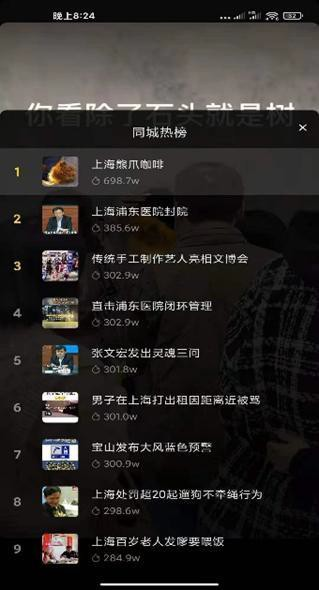 晚上8:24
82
你看除了石头就是树
同城热榜
1
上海熊爪咖啡
698.7w
2
上海浦东医院封院
385.6w
3
传统手工制作艺人亮相文博会
302.9w
4
直击浦东医院闭环管理
302.9w
5
张文宏发出灵魂三问
301.8w
6
男子在上海打出租因距离近被骂
301.0w
7
宝山发布大风蓝色预警
300.9w
8
上海处罚超20起遛狗不牵绳行为
298.6w
9
上海百岁老人发嗲要喂饭
284.9w